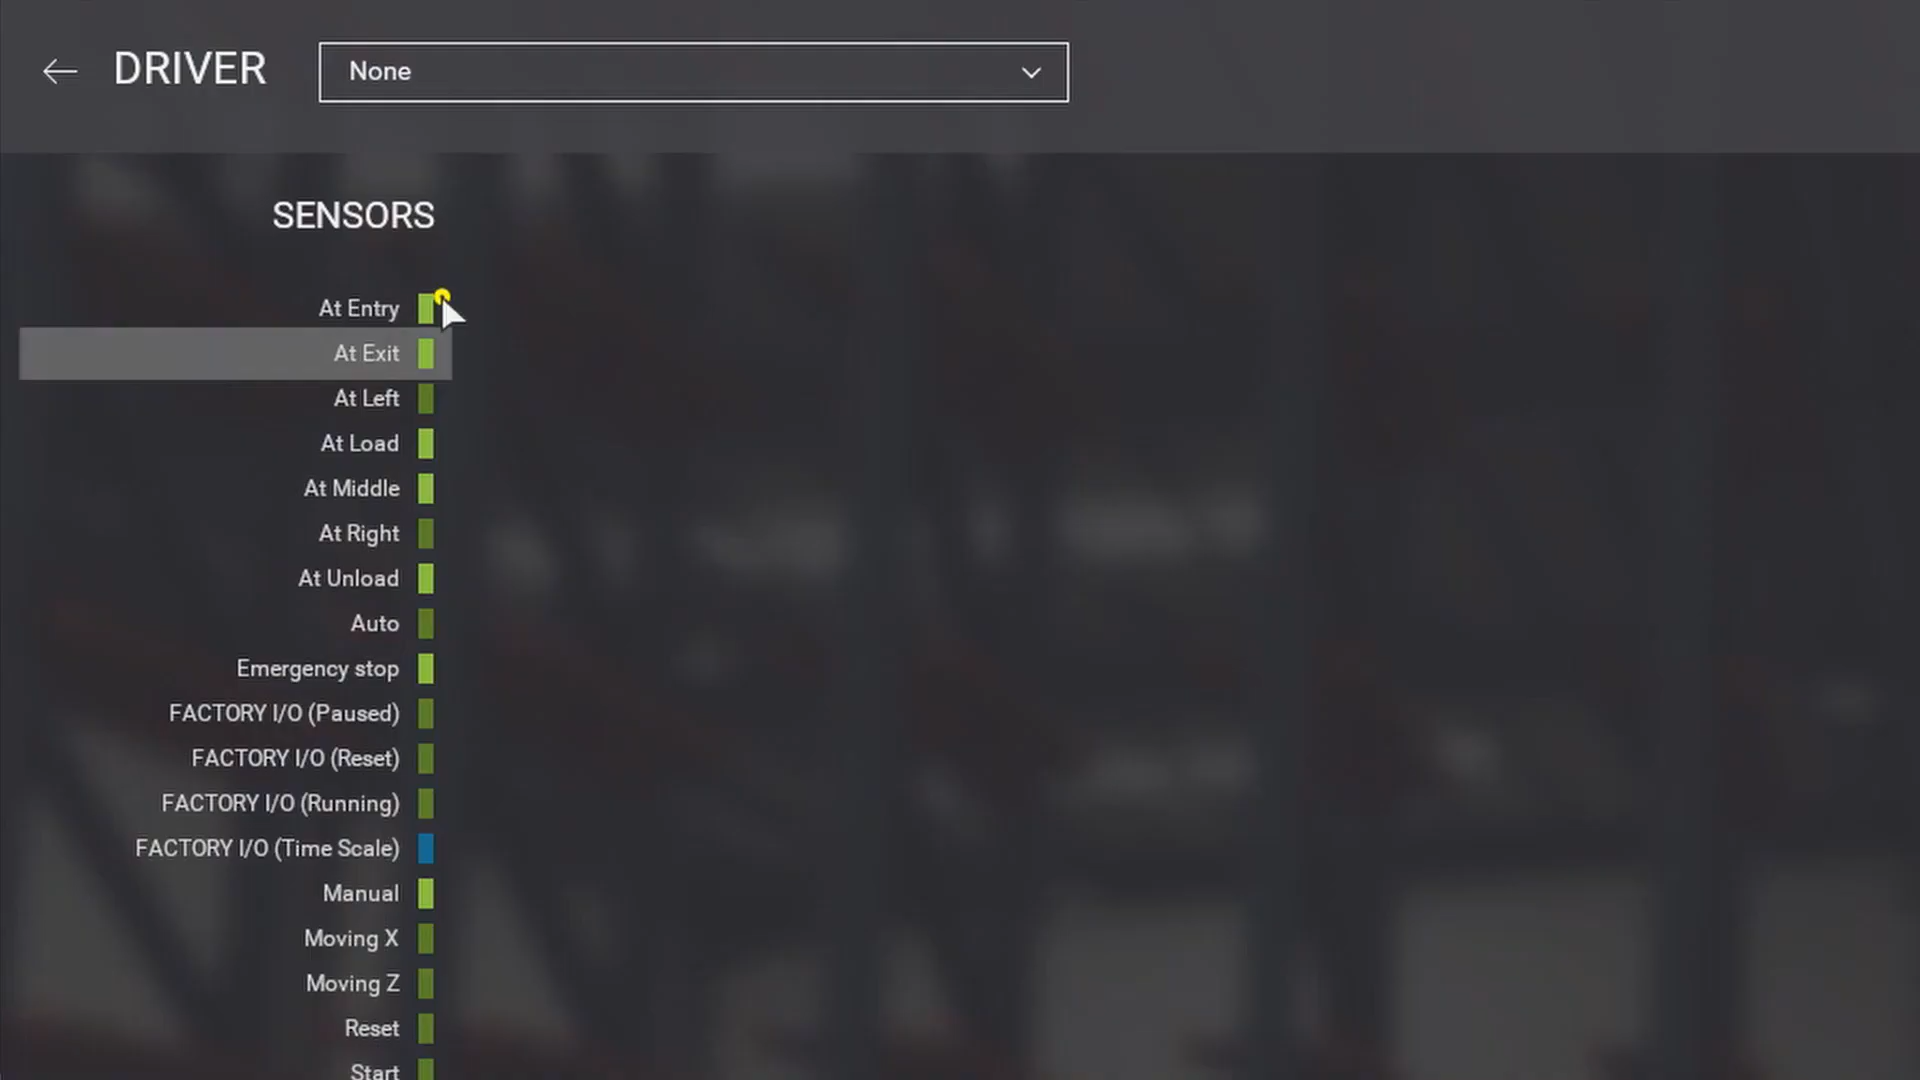 DRIVER
None
SENSORS
At Entry
At Exit
At Left
At Load
At Middle
At Right
At Unload
Auto
Emergency stop
FACTORY I/O (Paused)
FACTORY I/O (Reset)
FACTORY I/O (Running)
FACTORY I/O (Time Scale)
Manual
Moving X
Moving Z
Reset
Start